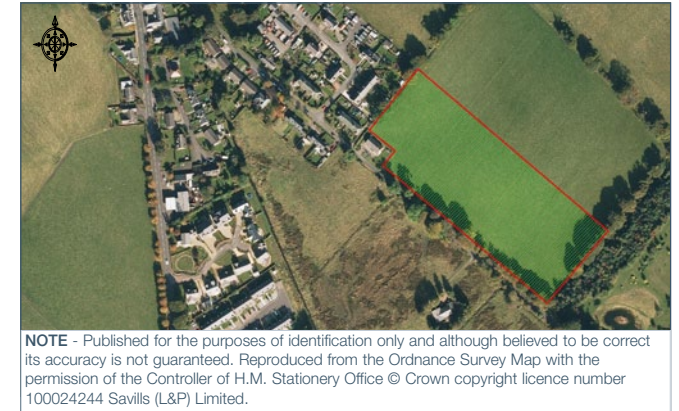 NOTE - Published for the purposes of identification only and although believed to be correct
its accuracy is not guaranteed. Reproduced from the Ordnance Survey Map with the
permission of the Controller of H.M. Stationery Office © Crown copyright licence number
100024244 Savills (L&P) Limited.